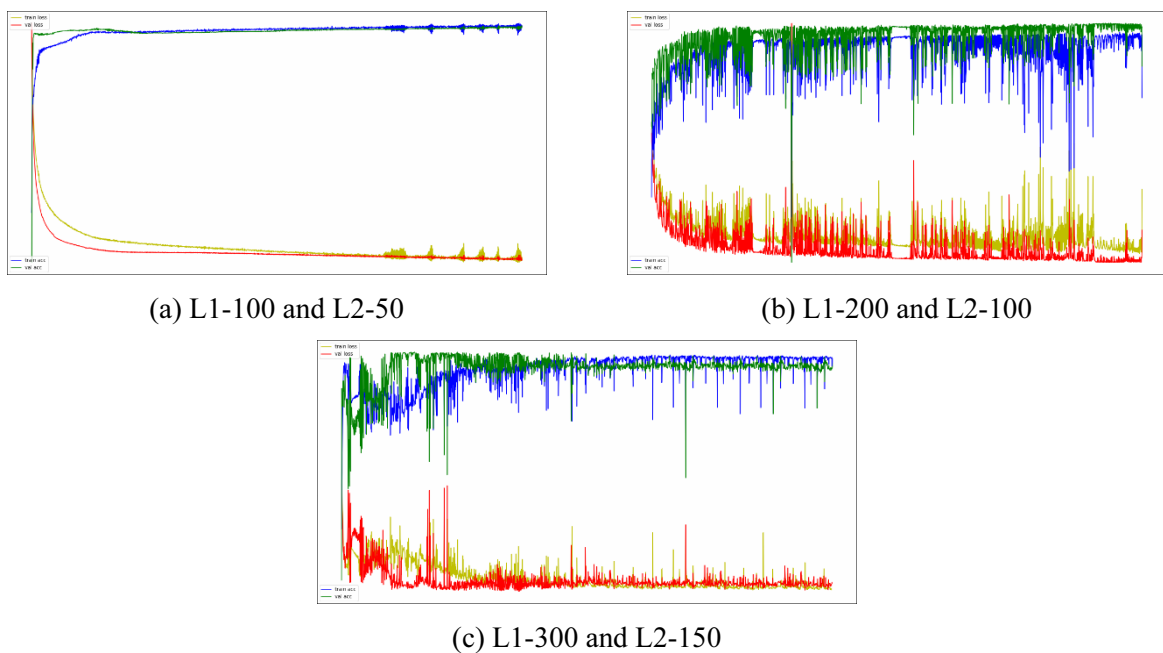 train loss
val loss
train acc
val acc
(a) L1-100 and L2-50
train loss
val loss
train acc
val acc
(b) L1-200 and L2-100
train loss
val loss
train acc
val acc
(c) L1-300 and L2-150